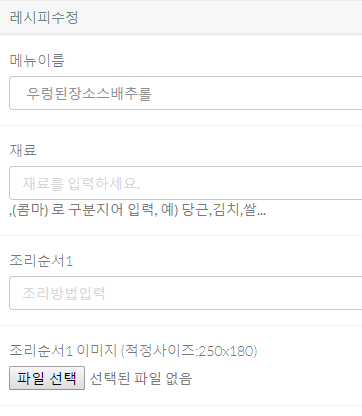 레시피수정
메뉴이름
우렁된장소스배추롤
재료
재료를 입력하세요.
,(콤마) 로 구분지어 입력, 예) 당근,김치,쌀...
조리순서1
조리방법입력
조리순서1 이미지 (적정사이즈:250x180)
파일 선택 선택된 파일 없음